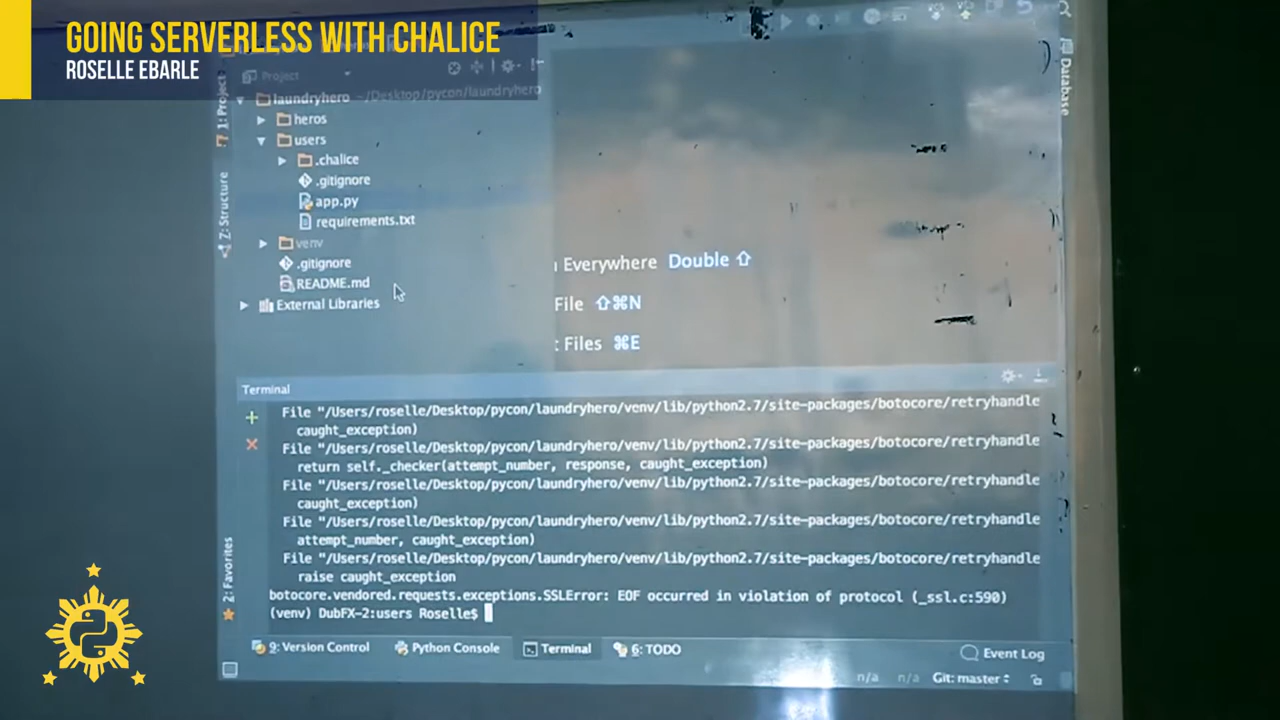 GOING SERVERLESS WITH CHALICE
ROSELLE EBARLE
Project
laundryhero ~/Desktop/pycon/laundryhero
heros
users
.chalice
.gitignore
app.py
requirements.txt
venv
.gitignore
README.md
External Libraries
1: Project
Z: Structure
2: Favorites
Database
Everywhere Double ⇧
File ⇧⌘N
Files ⌘E
Terminal
File "/Users/roselle/Desktop/pycon/laundryhero/venv/lib/python2.7/site-packages/botocore/retryhandle
caught_exception)
File "/Users/roselle/Desktop/pycon/laundryhero/venv/lib/python2.7/site-packages/botocore/retryhandle
return self._checker(attempt_number, response, caught_exception)
File "/Users/roselle/Desktop/pycon/laundryhero/venv/lib/python2.7/site-packages/botocore/retryhandle
caught_exception)
File "/Users/roselle/Desktop/pycon/laundryhero/venv/lib/python2.7/site-packages/botocore/retryhandle
attempt_number, caught_exception)
File "/Users/roselle/Desktop/pycon/laundryhero/venv/lib/python2.7/site-packages/botocore/retryhandle
raise caught_exception
botocore.vendored.requests.exceptions.SSLError: EOF occurred in violation of protocol (_ssl.c:590)
(venv) DubFX-2:users Roselle$
9: Version Control
Python Console
Terminal
6: TODO
Event Log
n/a n/a Git: master